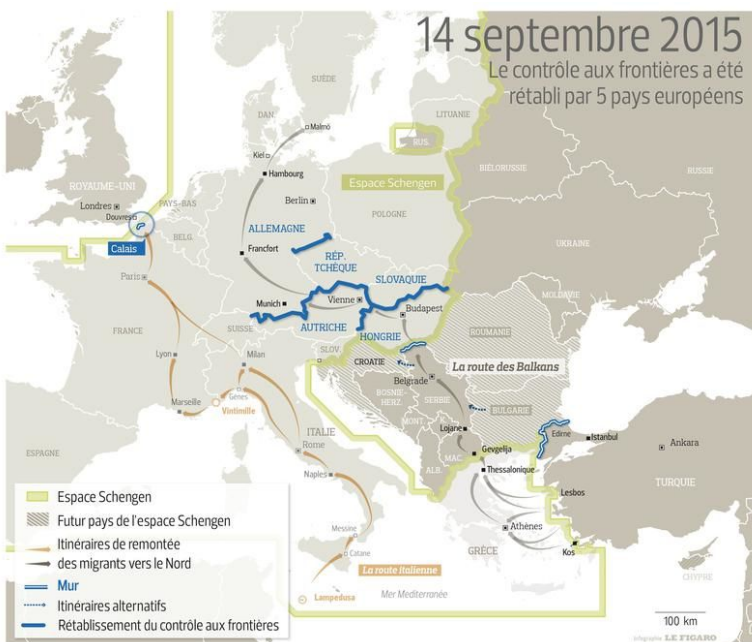 14 septembre 2015
Le contrôle aux frontières a été
rétabli par 5 pays européens
SUÈDE
LITUANIE
DAN.
Malmö
RUS.
Kiel
Hambourg
BIÉLORUSSIE
RUSSIE
Espace Schengen
ROYAUME-UNI
Londres
Douvres
PAYS-BAS
Berlin
POLOGNE
BELG.
ALLEMAGNE
Calais
Francfort
RÉP.
TCHÈQUE
UKRAINE
Paris
SLOVAQUIE
Munich
Vienne
Budapest
MOLDAVIE
AUTRICHE
HONGRIE
FRANCE
SUISSE
ROUMANIE
SLOV.
Lyon
Milan
CROATIE
La route des Balkans
Belgrade
BOSNIE-
HERZ.
SERBIE
Gênes
Marseille
Vintimille
MONT.
K.
BULGARIE
ITALIE
Lojane
Edirne
Istanbul
Ankara
ESPAGNE
Rome
MAC.
Gevgelija
ALB.
Thessalonique
TURQUIE
Naples
Lesbos
Athènes
Messine
Catane
GRÈCE
Kos
La route Italienne
CHYPRE
Lampedusa
Mer Mediterranée
Espace Schengen
Futur pays de l'espace Schengen
Itinéraires de remontée
des migrants vers le Nord
Mur
Itinéraires alternatifs
Rétablissement du contrôle aux frontières
100 km
infographie LE FIGARO